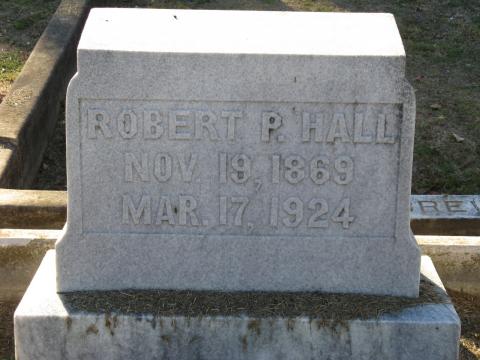 ROBERT P. HALL
NOV. 19, 1869
MAR. 17, 1924